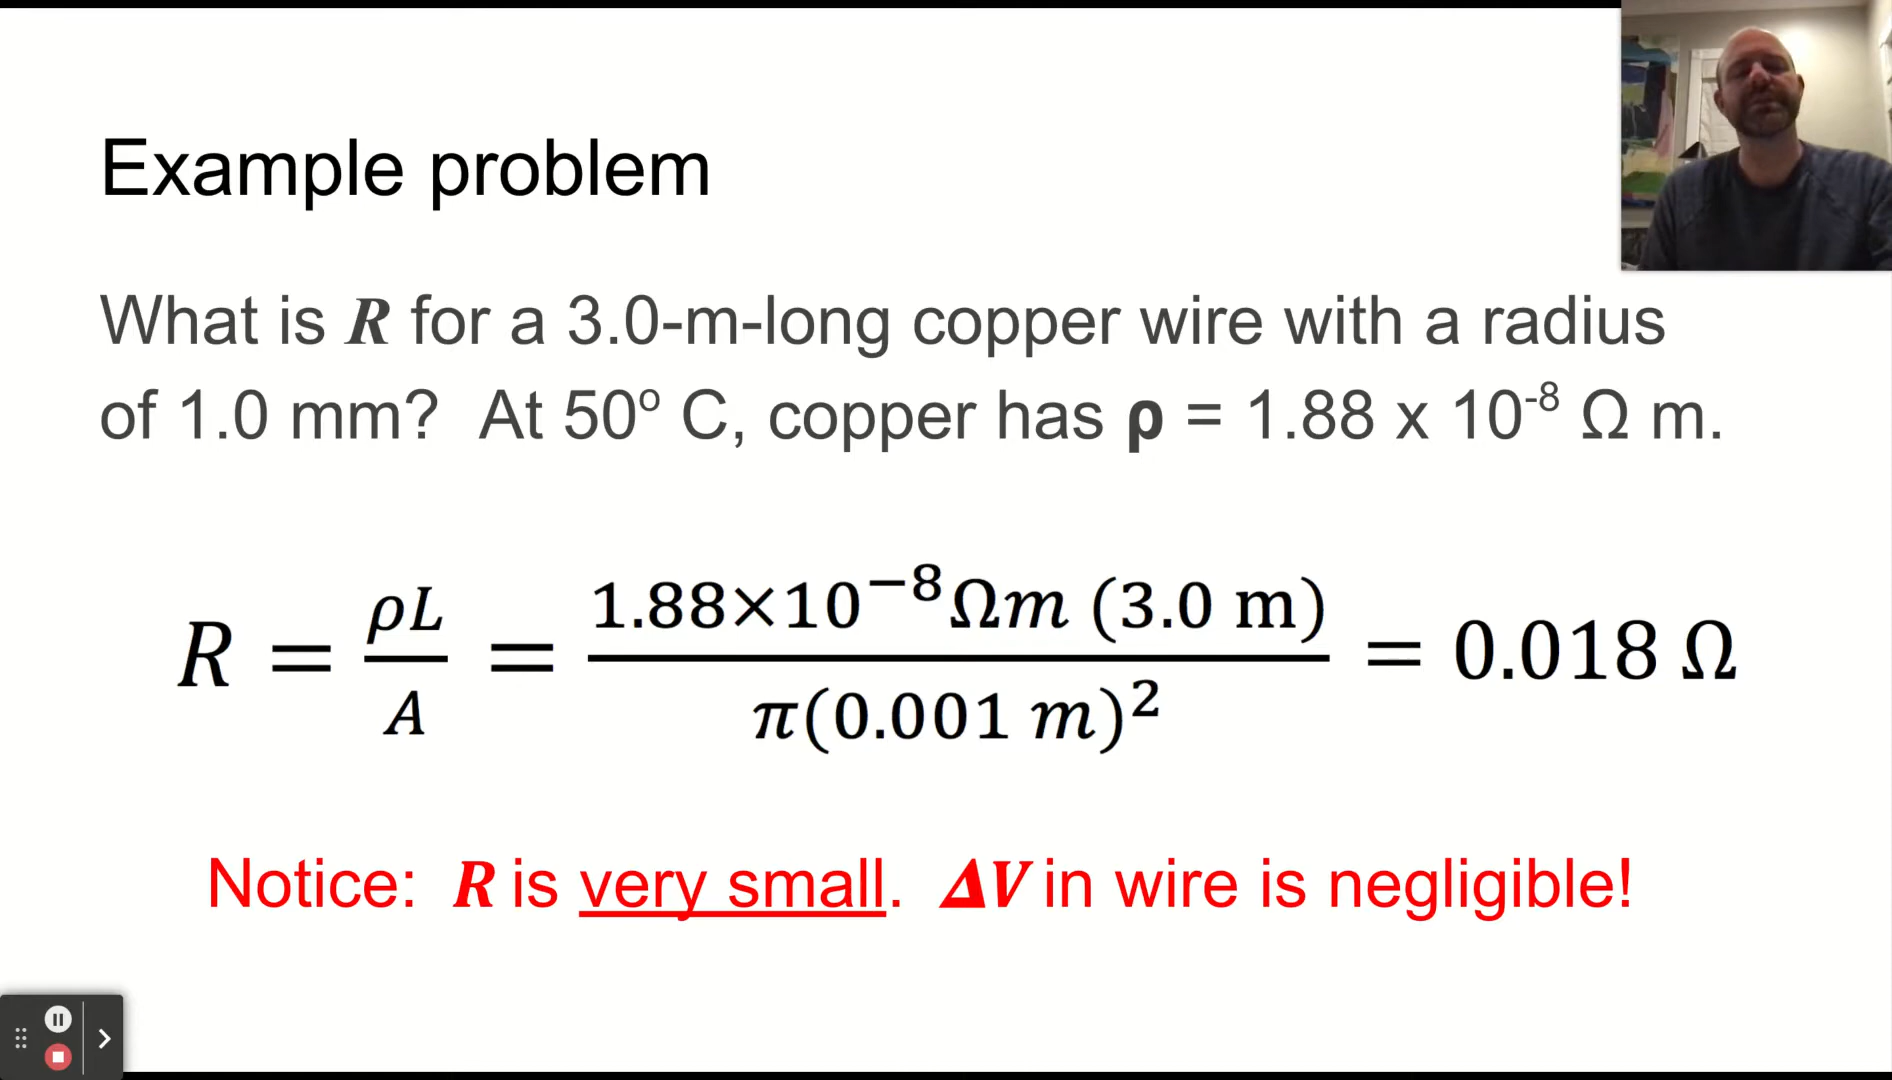 Example problem
What is R for a 3.0-m-long copper wire with a radius
of 1.0 mm? At 50º C, copper has ρ = 1.88 x 10⁻⁸ Ω m.
R = ρL/A = 1.88×10⁻⁸Ωm (3.0 m)/π(0.001 m)² = 0.018 Ω
Notice: R is very small. ΔV in wire is negligible!